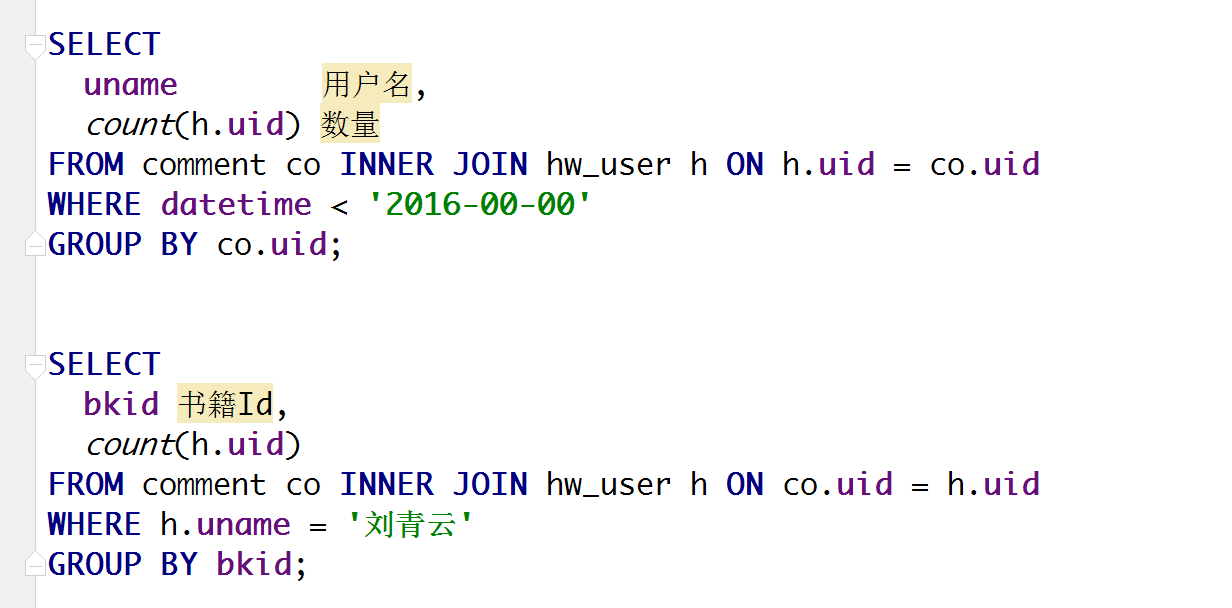 SELECT
  uname        用户名,
  count(h.uid) 数量
FROM comment co INNER JOIN hw_user h ON h.uid = co.uid
WHERE datetime < '2016-00-00'
GROUP BY co.uid;
SELECT
  bkid 书籍Id,
  count(h.uid)
FROM comment co INNER JOIN hw_user h ON co.uid = h.uid
WHERE h.uname = '刘青云'
GROUP BY bkid;